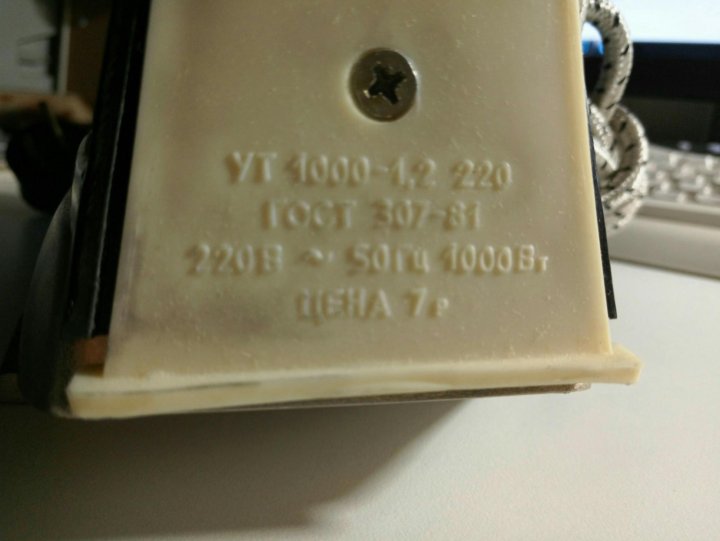 УТ 1000-1,2 220
ГОСТ 307-81
220В ~ 50Гц 1000Вт
ЦЕНА 7р